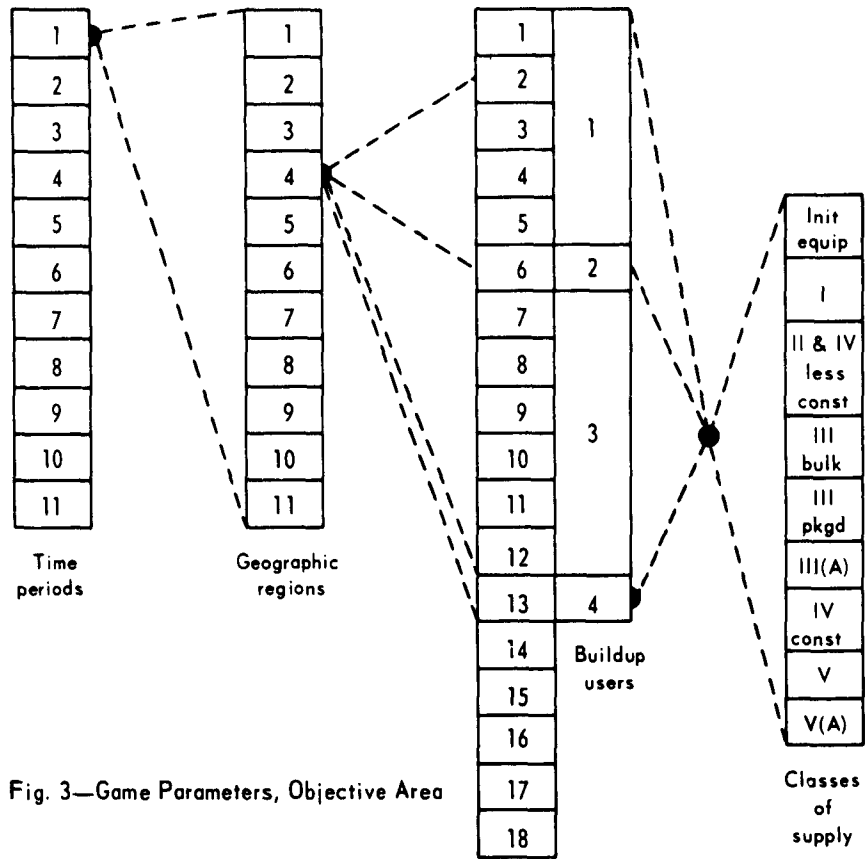 1
2
3
4
5
6
7
8
9
10
11
Time
periods
1
2
3
4
5
6
7
8
9
10
11
Geographic
regions
1
2
3
4
5
6
7
8
9
10
11
12
13
14
15
16
17
18
1
2
3
4
Buildup
users
Init
equip
I
II & IV
less
const
III
bulk
III
pkgd
III(A)
IV
const
V
V(A)
Classes
of
supply
Fig. 3—Game Parameters, Objective Area